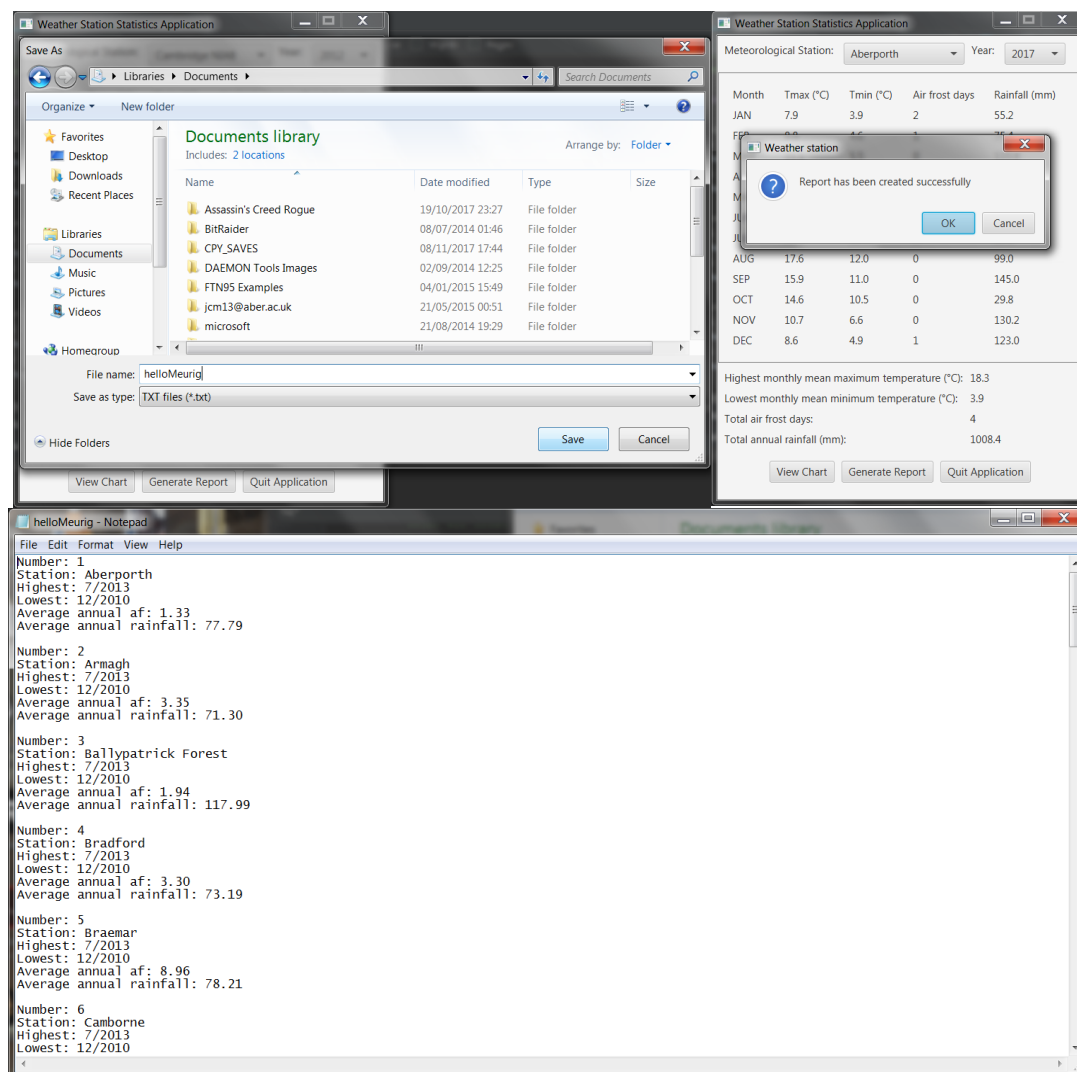 Weather Station Statistics Application
Save As
Libraries Documents
Search Documents
Organize New folder
Favorites
Desktop
Downloads
Recent Places
Libraries
Documents
Music
Pictures
Videos
Homegroup
Documents library
Includes: 2 locations
Arrange by: Folder
Name Date modified Type Size
Assassin's Creed Rogue 19/10/2017 23:27 File folder
BitRaider 08/07/2014 01:46 File folder
CPY_SAVES 08/11/2017 17:44 File folder
DAEMON Tools Images 02/09/2014 12:25 File folder
FTN95 Examples 04/01/2015 15:49 File folder
jcm13@aber.ac.uk 21/05/2015 00:51 File folder
microsoft 21/08/2014 19:29 File folder
File name: helloMeurig
Save as type: TXT files (*.txt)
Hide Folders
Save Cancel
View Chart Generate Report Quit Application
Weather Station Statistics Application
Meteorological Station: Aberporth Year: 2017
Month Tmax (°C) Tmin (°C) Air frost days Rainfall (mm)
JAN 7.9 3.9 2 55.2
Weather station
Report has been created successfully
OK Cancel
AUG 17.6 12.0 0 99.0
SEP 15.9 11.0 0 145.0
OCT 14.6 10.5 0 29.8
NOV 10.7 6.6 0 130.2
DEC 8.6 4.9 1 123.0
Highest monthly mean maximum temperature (°C): 18.3
Lowest monthly mean minimum temperature (°C): 3.9
Total air frost days: 4
Total annual rainfall (mm): 1008.4
View Chart Generate Report Quit Application
helloMeurig - Notepad
File Edit Format View Help
Number: 1
Station: Aberporth
Highest: 7/2013
Lowest: 12/2010
Average annual af: 1.33
Average annual rainfall: 77.79
Number: 2
Station: Armagh
Highest: 7/2013
Lowest: 12/2010
Average annual af: 3.35
Average annual rainfall: 71.30
Number: 3
Station: Ballypatrick Forest
Highest: 7/2013
Lowest: 12/2010
Average annual af: 1.94
Average annual rainfall: 117.99
Number: 4
Station: Bradford
Highest: 7/2013
Lowest: 12/2010
Average annual af: 3.30
Average annual rainfall: 73.19
Number: 5
Station: Braemar
Highest: 7/2013
Lowest: 12/2010
Average annual af: 8.96
Average annual rainfall: 78.21
Number: 6
Station: Camborne
Highest: 7/2013
Lowest: 12/2010